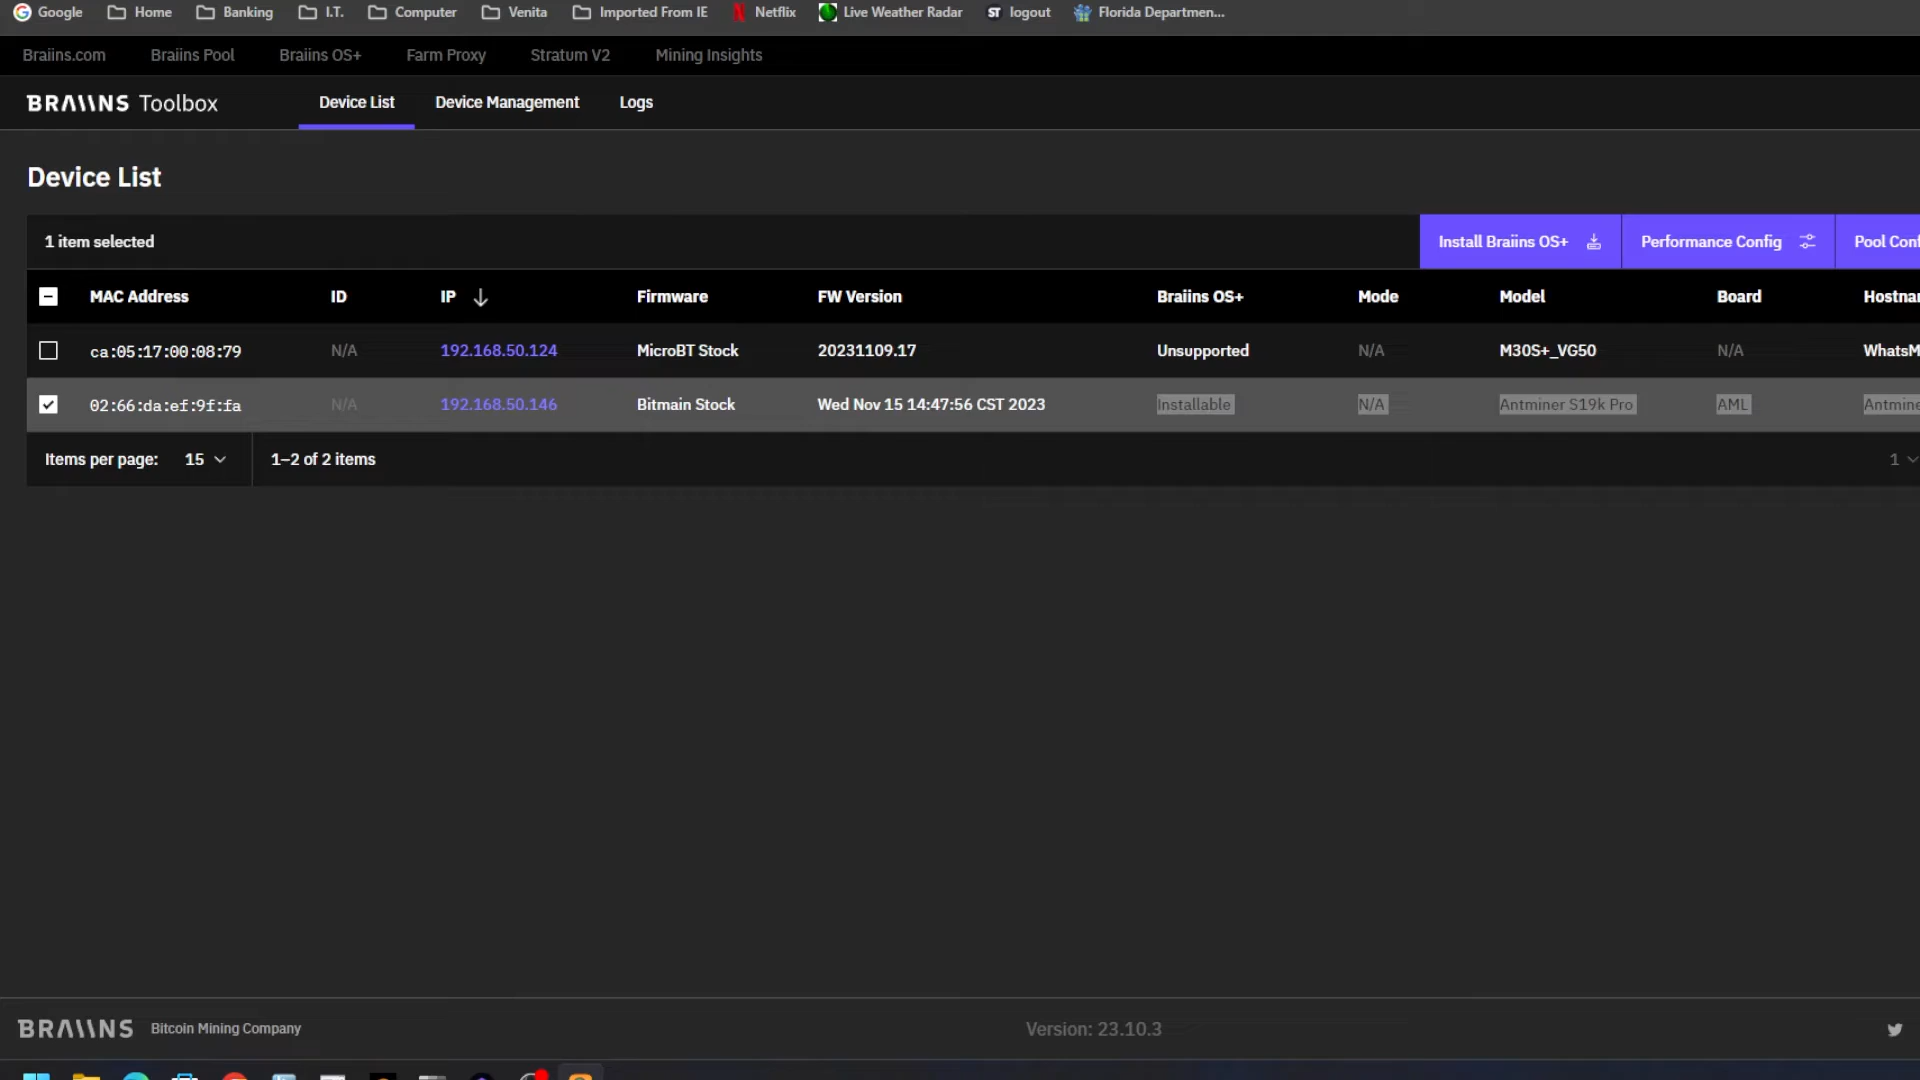 Google Home Banking I.T. Computer Venita Imported From IE Netflix Live Weather Radar ST logout Florida Departmen...
Braiins.com Braiins Pool Braiins OS+ Farm Proxy Stratum V2 Mining Insights
BRAIINS Toolbox Device List Device Management Logs
Device List
1 item selected Install Braiins OS+ Performance Config Pool Conf
MAC Address ID IP Firmware FW Version Braiins OS+ Mode Model Board Hostnam
ca:05:17:00:08:79 N/A 192.168.50.124 MicroBT Stock 20231109.17 Unsupported N/A M30S+_VG50 N/A WhatsM
02:66:da:ef:9f:fa N/A 192.168.50.146 Bitmain Stock Wed Nov 15 14:47:56 CST 2023 Installable N/A Antminer S19k Pro AML Antmine
Items per page: 15 1–2 of 2 items 1
BRAIINS Bitcoin Mining Company Version: 23.10.3